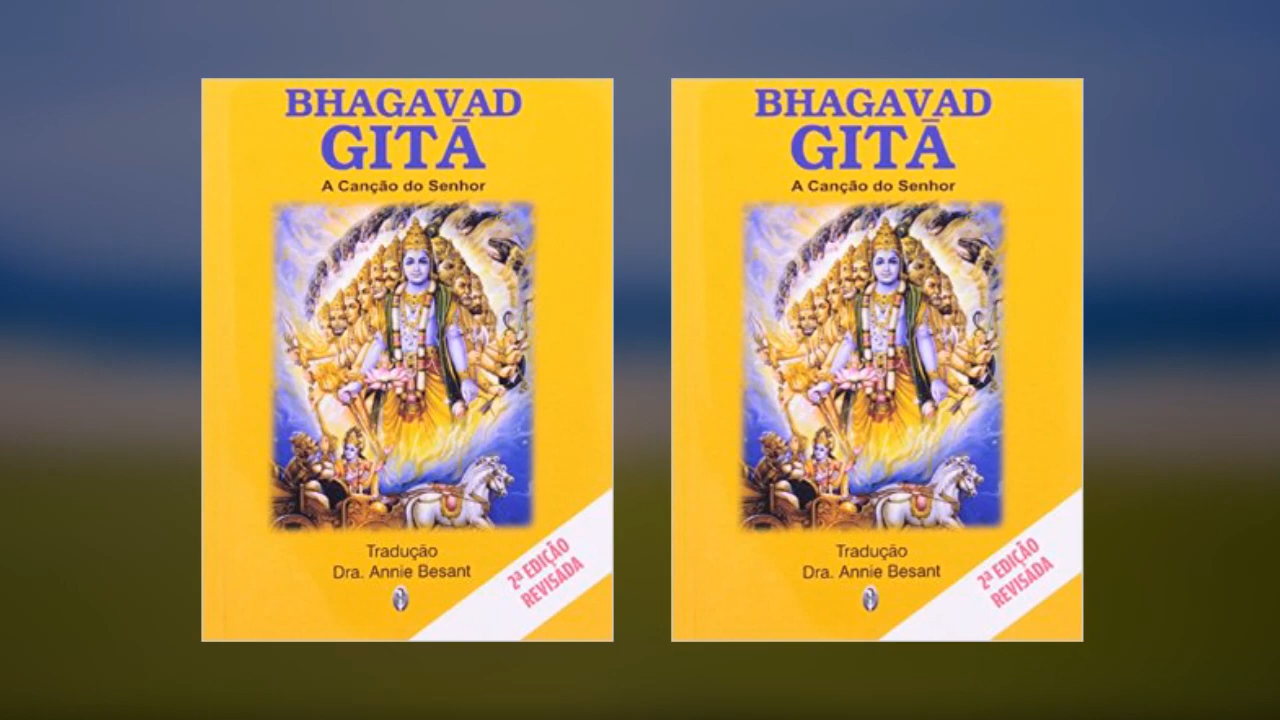 BHAGAVAD
GITĀ
A Canção do Senhor
Tradução
Dra. Annie Besant
2ª EDIÇÃO
REVISADA
BHAGAVAD
GITĀ
A Canção do Senhor
Tradução
Dra. Annie Besant
2ª EDIÇÃO
REVISADA